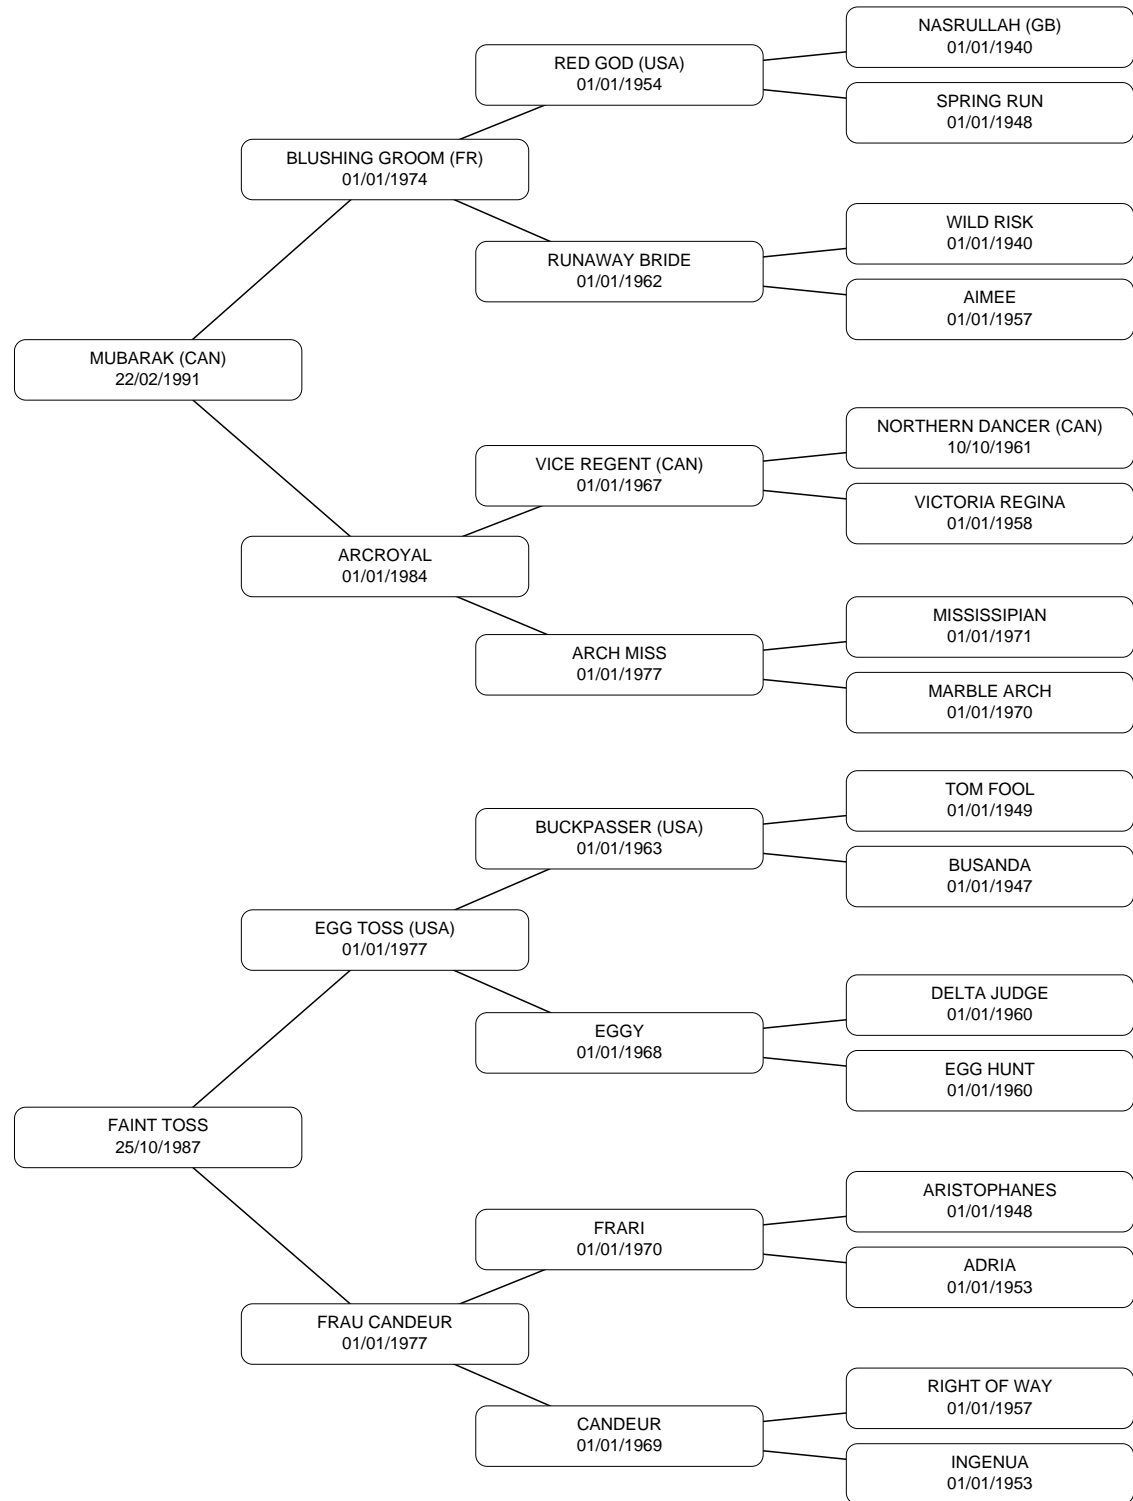 NASRULLAH (GB)
01/01/1940
RED GOD (USA)
01/01/1954
SPRING RUN
01/01/1948
BLUSHING GROOM (FR)
01/01/1974
WILD RISK
01/01/1940
RUNAWAY BRIDE
01/01/1962
AIMEE
01/01/1957
MUBARAK (CAN)
22/02/1991
NORTHERN DANCER (CAN)
10/10/1961
VICE REGENT (CAN)
01/01/1967
VICTORIA REGINA
01/01/1958
ARCROYAL
01/01/1984
MISSISSIPIAN
01/01/1971
ARCH MISS
01/01/1977
MARBLE ARCH
01/01/1970
TOM FOOL
01/01/1949
BUCKPASSER (USA)
01/01/1963
BUSANDA
01/01/1947
EGG TOSS (USA)
01/01/1977
DELTA JUDGE
01/01/1960
EGGY
01/01/1968
EGG HUNT
01/01/1960
FAINT TOSS
25/10/1987
ARISTOPHANES
01/01/1948
FRARI
01/01/1970
ADRIA
01/01/1953
FRAU CANDEUR
01/01/1977
RIGHT OF WAY
01/01/1957
CANDEUR
01/01/1969
INGENUA
01/01/1953